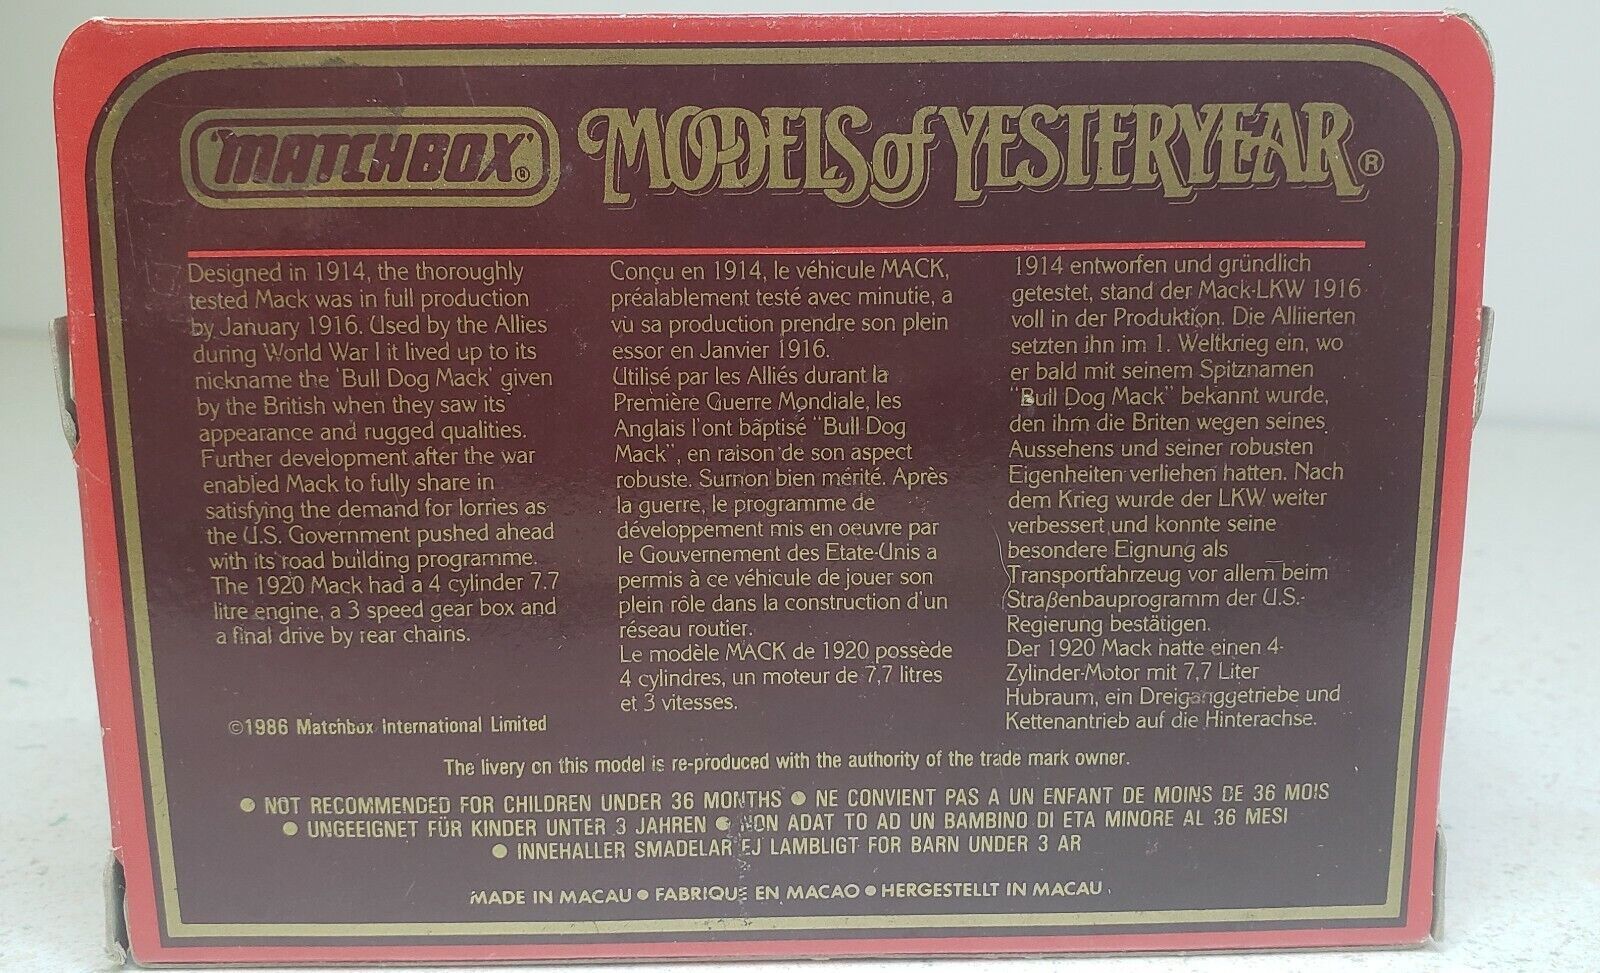 "MATCHBOX"® MODELS of YESTERYEAR®
Designed in 1914, the thoroughly
tested Mack was in full production
by January 1916. Used by the Allies
during World War I it lived up to its
nickname the 'Bull Dog Mack' given
by the British when they saw its
appearance and rugged qualities.
Further development after the war
enabled Mack to fully share in
satisfying the demand for lorries as
the U.S. Government pushed ahead
with its road building programme.
The 1920 Mack had a 4 cylinder 7.7
litre engine, a 3 speed gear box and
a final drive by rear chains.
©1986 Matchbox International Limited
Conçu en 1914, le véhicule MACK,
préalablement testé avec minutie, a
vu sa production prendre son plein
essor en Janvier 1916.
Utilisé par les Alliés durant la
Première Guerre Mondiale, les
Anglais l'ont bâptisé "Bull Dog
Mack", en raison de son aspect
robuste. Surnon bien mérité. Après
la guerre, le programme de
développement mis en oeuvre par
le Gouvernement des Etate-Unis a
permis à ce véhicule de jouer son
plein rôle dans la construction d'un
réseau routier.
Le modèle MACK de 1920 possède
4 cylindres, un moteur de 7,7 litres
et 3 vitesses.
1914 entworfen und gründlich
getestet, stand der Mack-LKW 1916
voll in der Produktion. Die Alliierten
setzten ihn im 1. Weltkrieg ein, wo
er bald mit seinem Spitznamen
"Bull Dog Mack" bekannt wurde,
den ihm die Briten wegen seines
Aussehens und seiner robusten
Eigenheiten verliehen hatten. Nach
dem Krieg wurde der LKW weiter
verbessert und konnte seine
besondere Eignung als
Transportfahrzeug vor allem beim
Straßenbauprogramm der U.S.-
Regierung bestätigen.
Der 1920 Mack hatte einen 4-
Zylinder-Motor mit 7,7 Liter
Hubraum, ein Dreiganggetriebe und
Kettenantrieb auf die Hinterachse.
The livery on this model is re-produced with the authority of the trade mark owner.
● NOT RECOMMENDED FOR CHILDREN UNDER 36 MONTHS ● NE CONVIENT PAS A UN ENFANT DE MOINS DE 36 MOIS
● UNGEEIGNET FÜR KINDER UNTER 3 JAHREN ● NON ADAT TO AD UN BAMBINO DI ETA MINORE AL 36 MESI
● INNEHALLER SMADELAR EJ LAMBLIGT FOR BARN UNDER 3 AR
MADE IN MACAU ● FABRIQUE EN MACAO ● HERGESTELLT IN MACAU